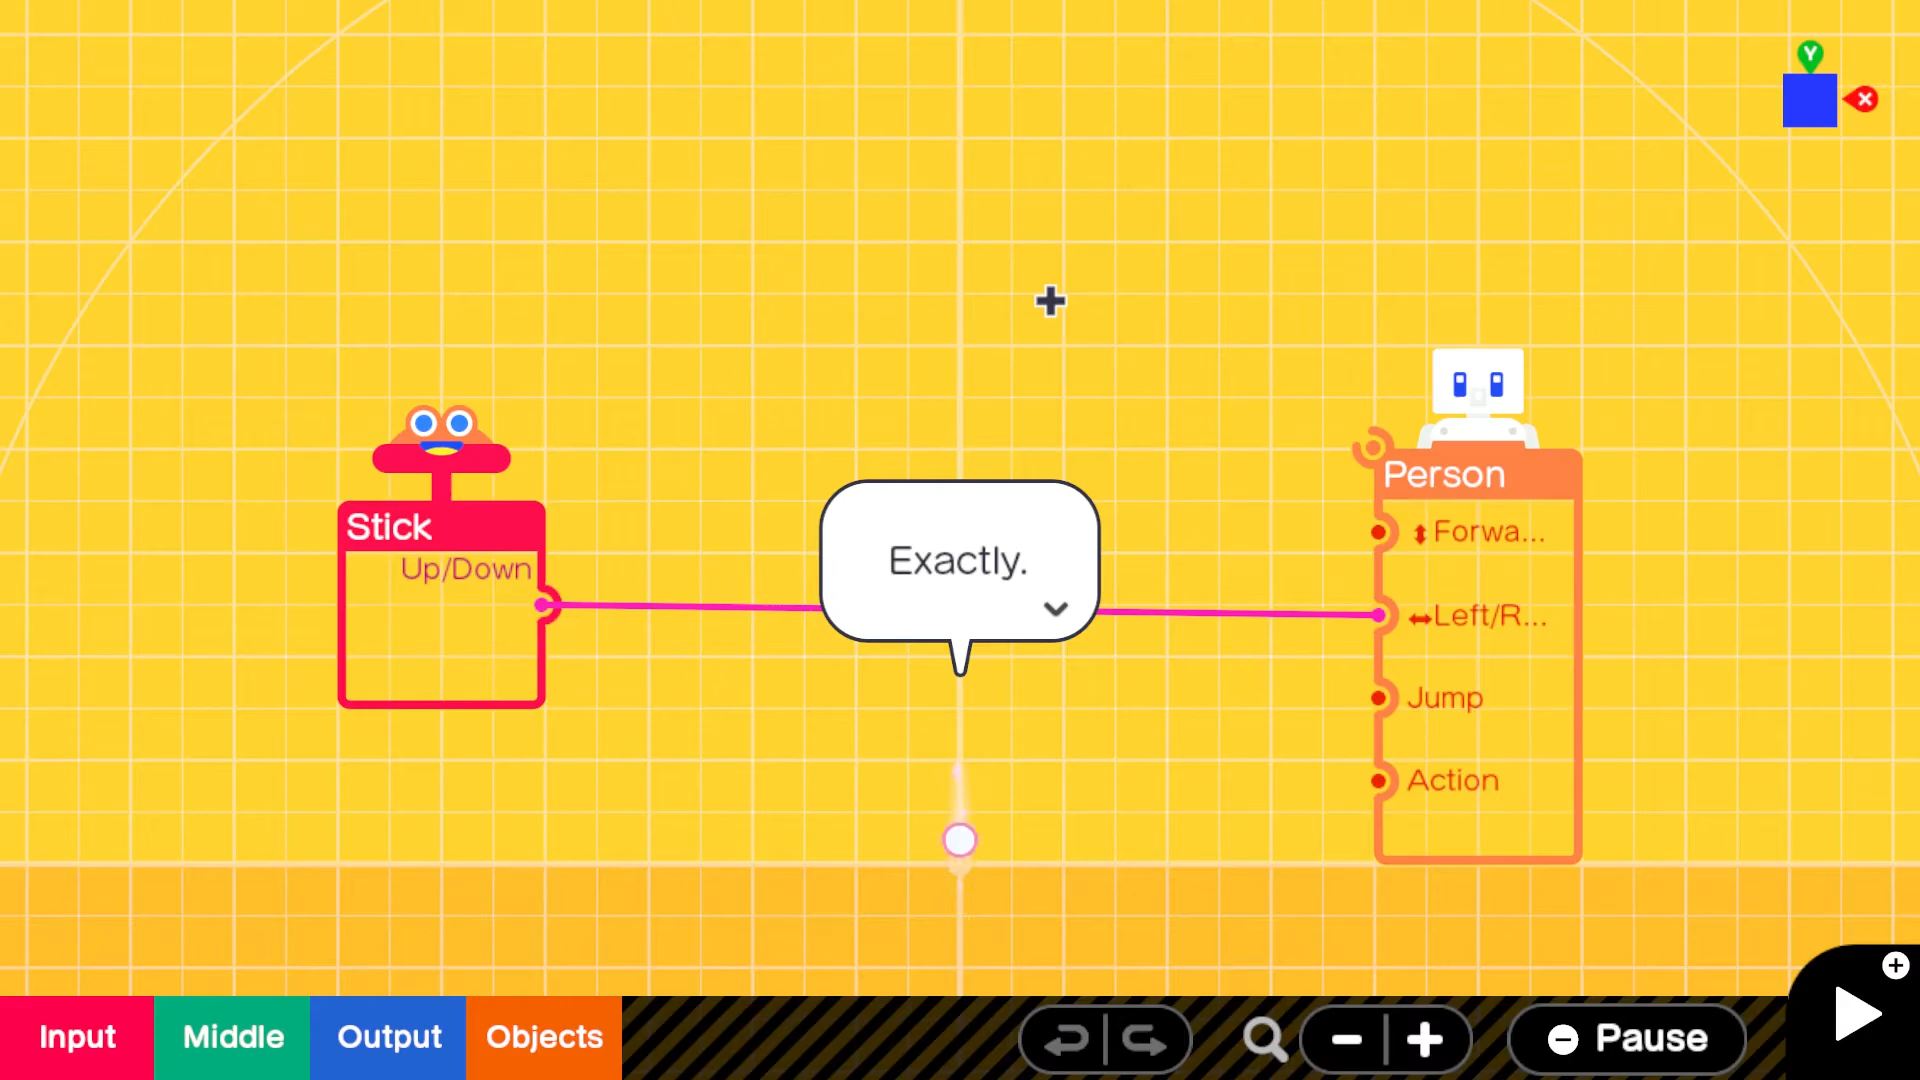 Y
X
Stick
Up/Down
Exactly.
Person
Forwa...
Left/R...
Jump
Action
Input
Middle
Output
Objects
Pause